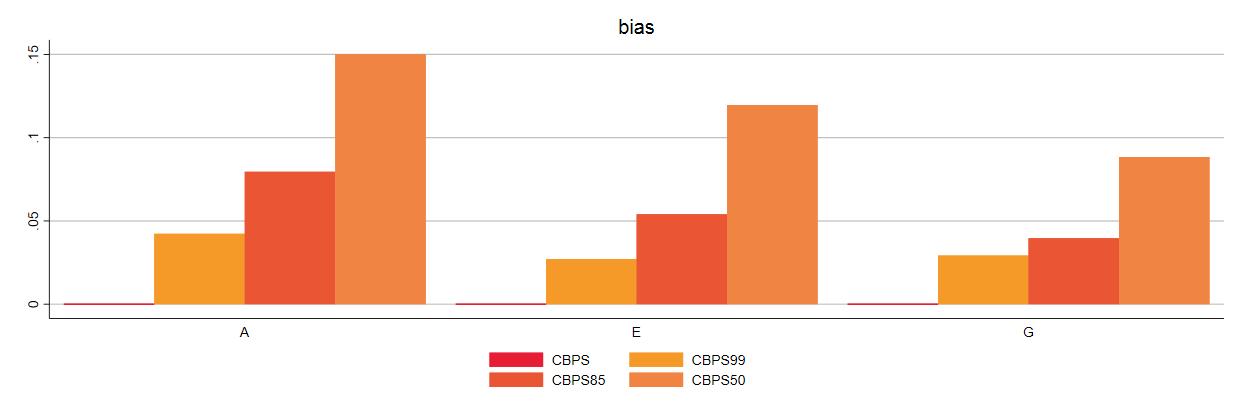 bias
.15
.1
.05
0
A E G
CBPS CBPS99
CBPS85 CBPS50